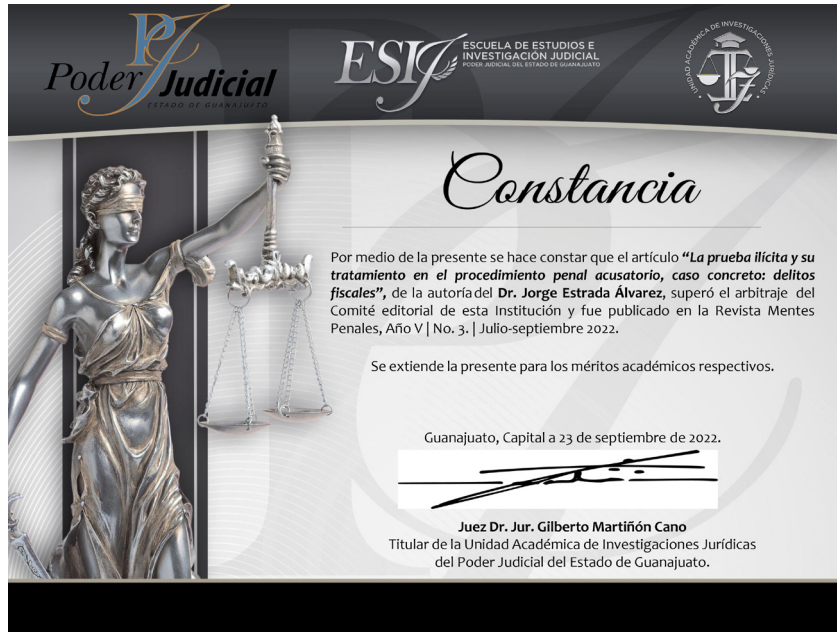 Poder Judicial
ESTADO DE GUANAJUATO
ESIJ
ESCUELA DE ESTUDIOS E
INVESTIGACIÓN JUDICIAL
PODER JUDICIAL DEL ESTADO DE GUANAJUATO
UNIDAD ACADÉMICA DE INVESTIGACIONES JURÍDICAS
Constancia
Por medio de la presente se hace constar que el artículo “La prueba ilícita y su
tratamiento en el procedimiento penal acusatorio, caso concreto: delitos
fiscales”, de la autoría del Dr. Jorge Estrada Álvarez, superó el arbitraje del
Comité editorial de esta Institución y fue publicado en la Revista Mentes
Penales, Año V | No. 3. | Julio-septiembre 2022.
Se extiende la presente para los méritos académicos respectivos.
Guanajuato, Capital a 23 de septiembre de 2022.
Juez Dr. Jur. Gilberto Martiñón Cano
Titular de la Unidad Académica de Investigaciones Jurídicas
del Poder Judicial del Estado de Guanajuato.